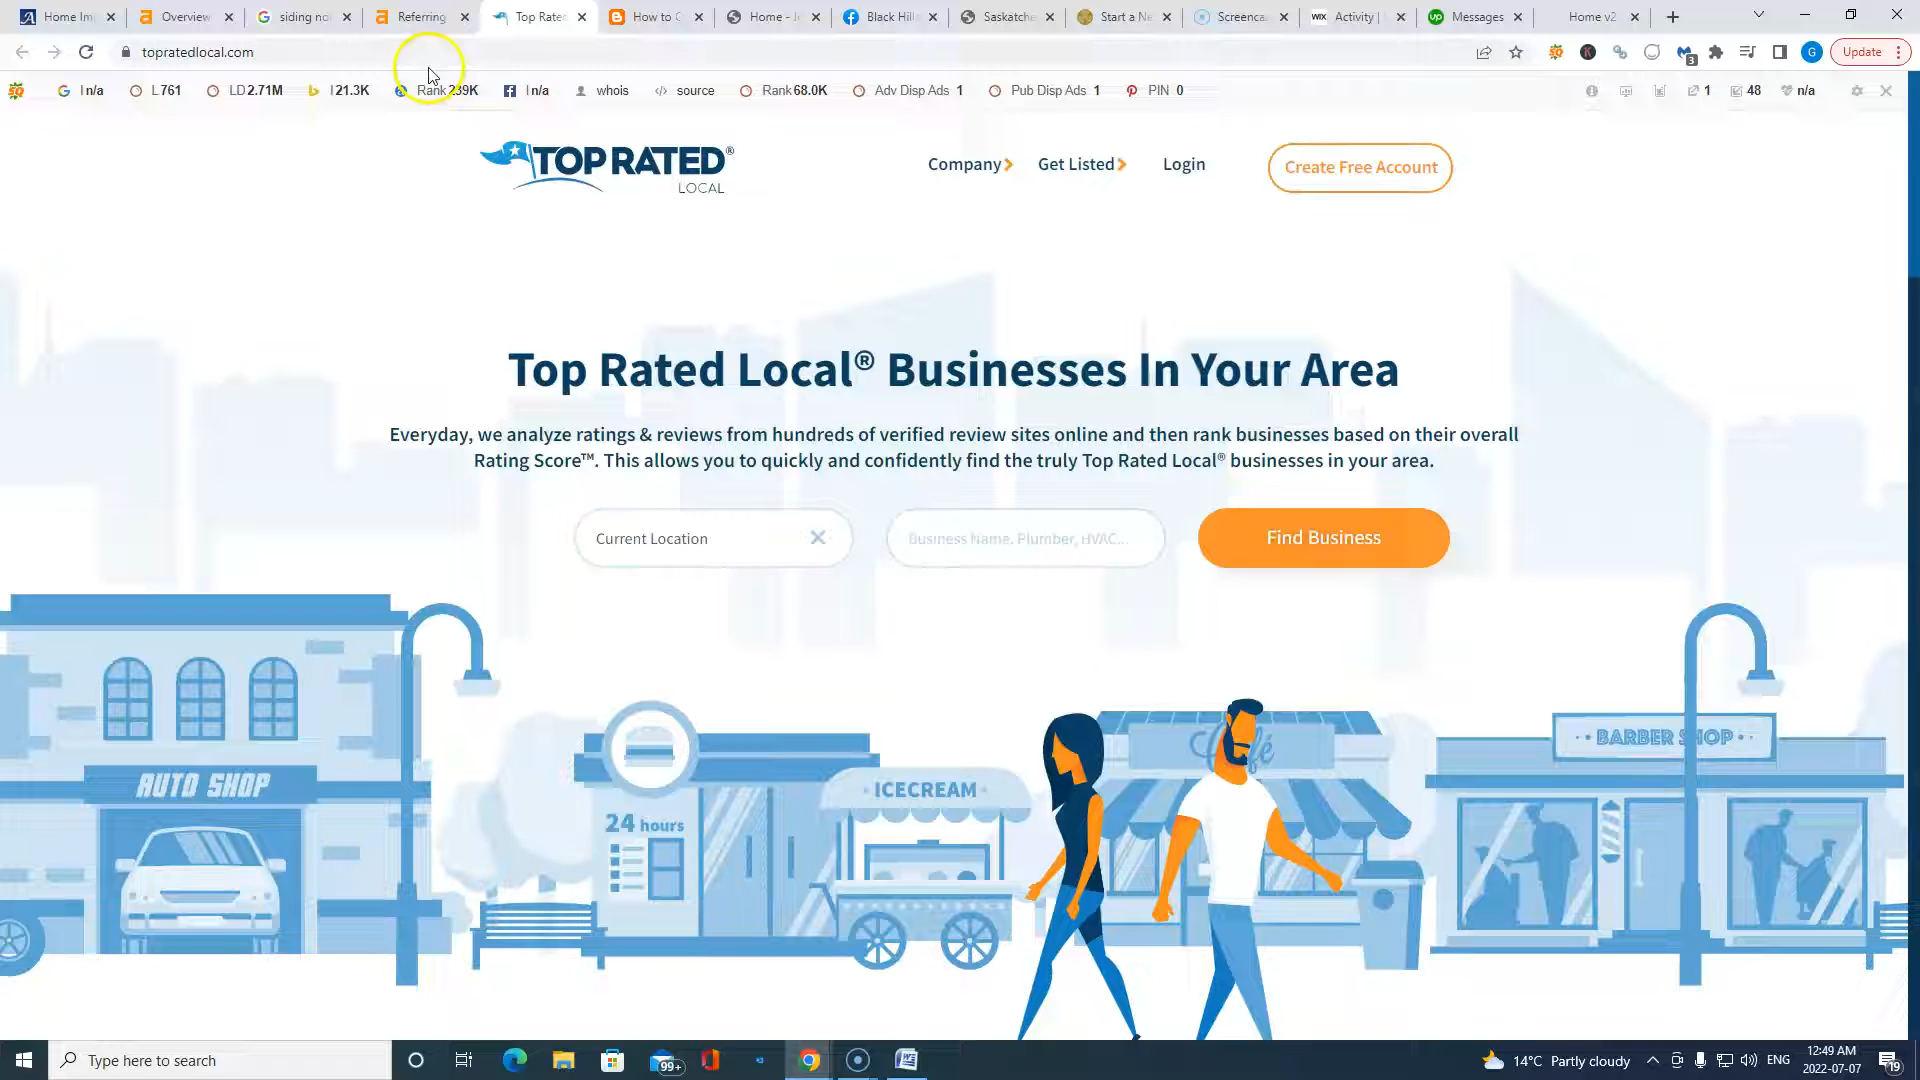 Home Im
Overview
siding no
Referring
Top Rate
How to C
Home -
Black Hill
Saskatche
Start a Ne
Screenca
WIX Activity |
Up Messages
Home v2
topratedlocal.com
G Update
3
SQ
I n/a
L 761
LD 2.71M
I 21.3K
Rank 239K
I n/a
whois
source
Rank 68.0K
Adv Disp Ads 1
Pub Disp Ads 1
PIN 0
1
48
n/a
TOP RATED®
LOCAL
Company
Get Listed
Login
Create Free Account
Top Rated Local® Businesses In Your Area
Everyday, we analyze ratings & reviews from hundreds of verified review sites online and then rank businesses based on their overall
Rating Score™. This allows you to quickly and confidently find the truly Top Rated Local® businesses in your area.
Current Location
Business Name, Plumber, HVAC...
Find Business
AUTO SHOP
24 hours
ICECREAM
Café
BARBER SHOP
Type here to search
99+
14°C Partly cloudy
ENG
12:49 AM
2022-07-07
19